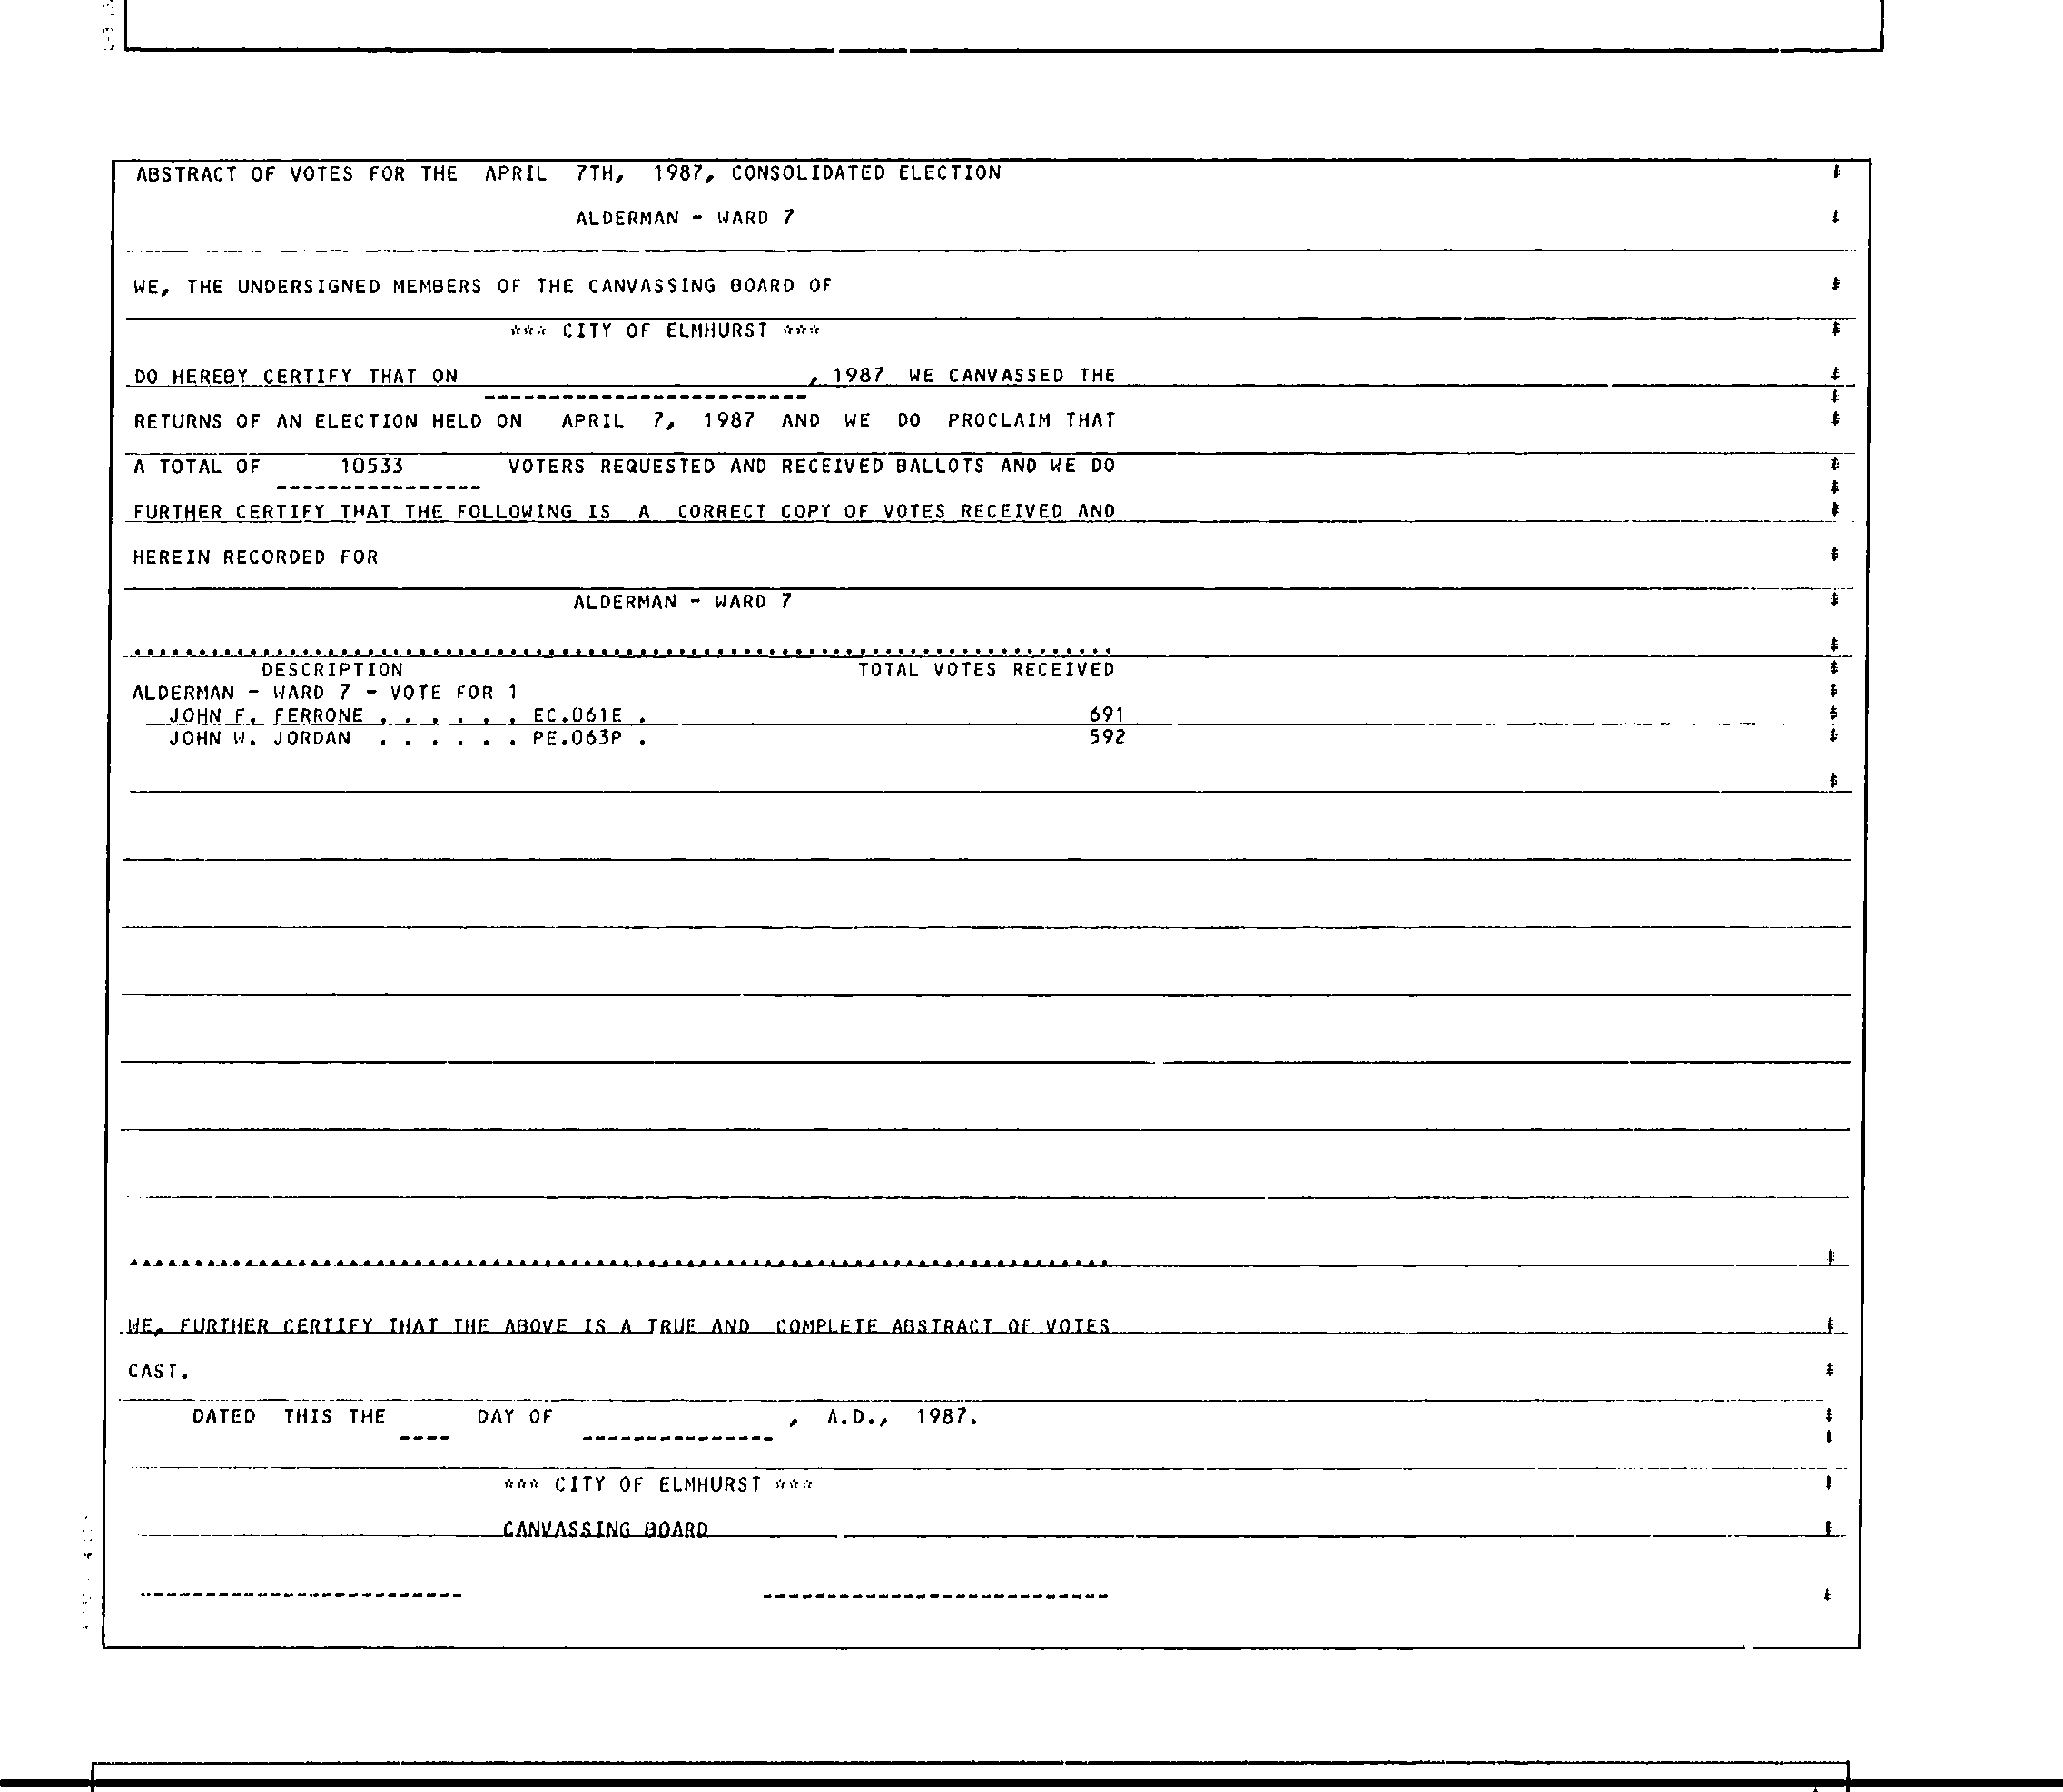 ABSTRACT OF VOTES FOR THE APRIL 7TH, 1987, CONSOLIDATED ELECTION
ALDERMAN - WARD 7
WE, THE UNDERSIGNED MEMBERS OF THE CANVASSING BOARD OF
*** CITY OF ELMHURST ***
DO HEREBY CERTIFY THAT ON , 1987 WE CANVASSED THE
RETURNS OF AN ELECTION HELD ON APRIL 7, 1987 AND WE DO PROCLAIM THAT
A TOTAL OF 10533 VOTERS REQUESTED AND RECEIVED BALLOTS AND WE DO
FURTHER CERTIFY THAT THE FOLLOWING IS A CORRECT COPY OF VOTES RECEIVED AND
HEREIN RECORDED FOR
ALDERMAN - WARD 7
DESCRIPTION TOTAL VOTES RECEIVED
ALDERMAN - WARD 7 - VOTE FOR 1
JOHN F. FERRONE . . . . . . EC.061E . 691
JOHN W. JORDAN . . . . . . PE.063P . 592
WE, FURTHER CERTIFY THAT THE ABOVE IS A TRUE AND COMPLETE ABSTRACT OF VOTES
CAST.
DATED THIS THE ---- DAY OF --------------- , A.D., 1987.
*** CITY OF ELMHURST ***
CANVASSING BOARD